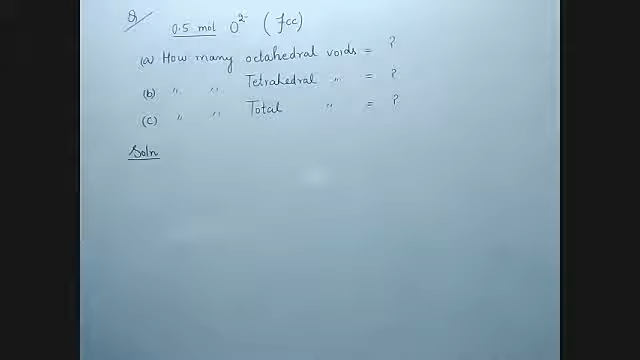 Q/ 0.5 mol O²⁻ (fcc)
(a) How many octahedral voids = ?
(b) " " Tetrahedral " = ?
(c) " " Total " = ?
Soln